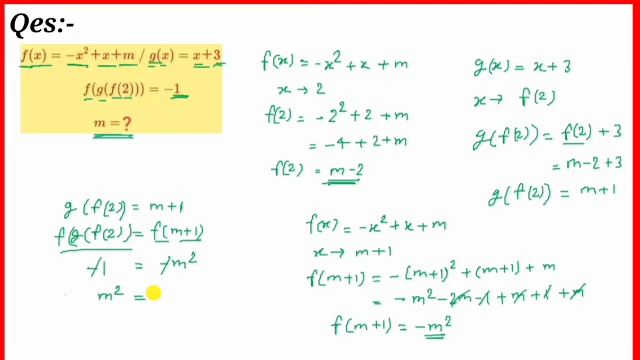 Qes:-
f(x) = −x² + x + m / g(x) = x + 3
f(g(f(2))) = −1
m = ?
f(x) = -x² + x + m
x → 2
f(2) = -2² + 2 + m
= -4 + 2 + m
f(2) = m - 2
g(x) = x + 3
x → f(2)
g(f(2)) = f(2) + 3
= m - 2 + 3
g(f(2)) = m + 1
g(f(2)) = m + 1
f(g(f(2)) = f(m+1)
-1 = -m²
m² =
f(x) = -x² + x + m
x → m + 1
f(m+1) = -(m+1)² + (m+1) + m
= - m² - 2m - 1 + m + 1 + m
f(m+1) = -m²